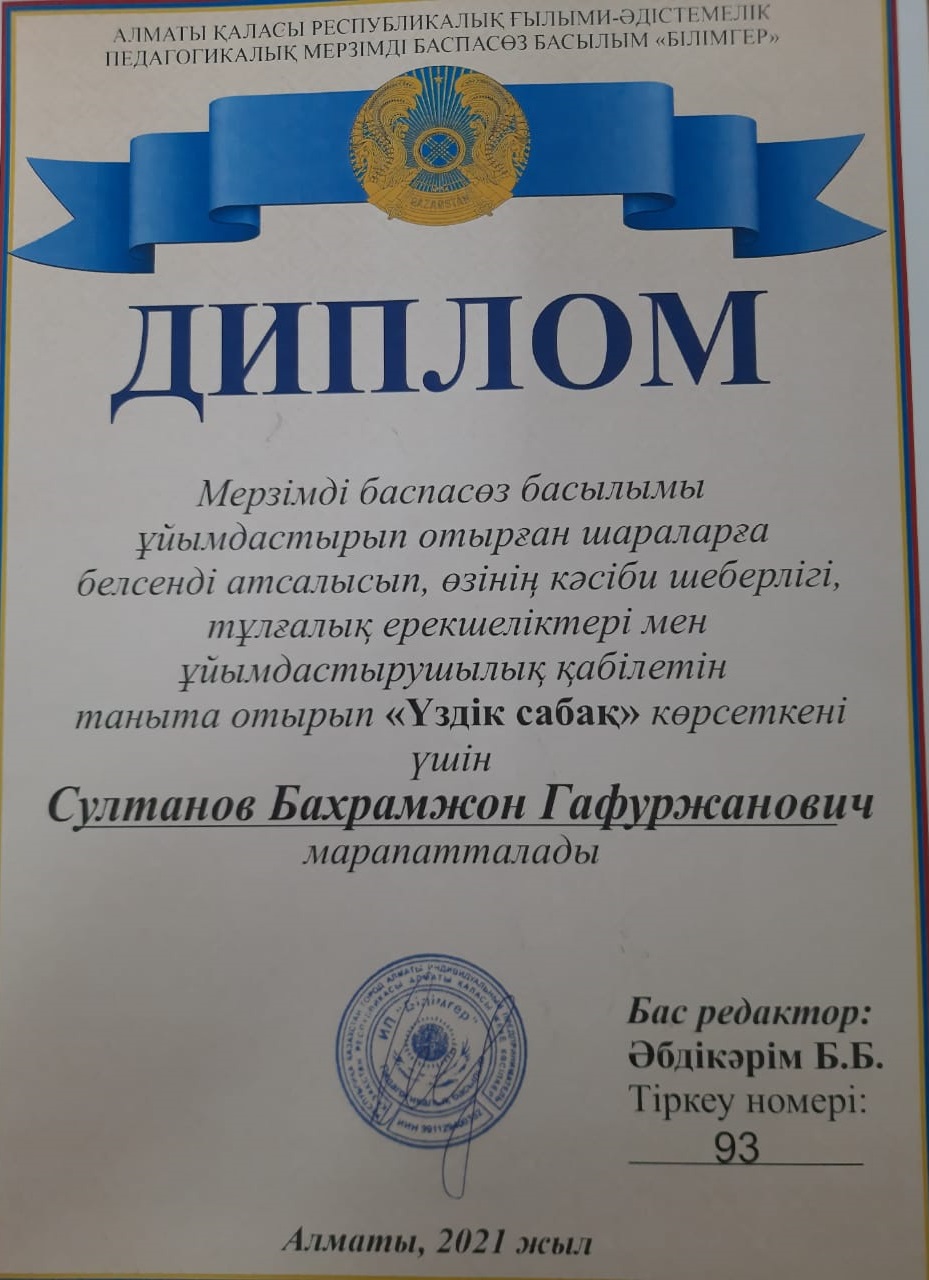 АЛМАТЫ ҚАЛАСЫ РЕСПУБЛИКАЛЫҚ ҒЫЛЫМИ-ӘДІСТЕМЕЛІК
ПЕДАГОГИКАЛЫҚ МЕРЗІМДІ БАСПАСӨЗ БАСЫЛЫМ «БІЛІМГЕР»
QAZAQSTAN
ДИПЛОМ
Мерзімді баспасөз басылымы
ұйымдастырып отырған шараларға
белсенді атсалысып, өзінің кәсіби шеберлігі,
тұлғалық ерекшеліктері мен
ұйымдастырушылық қабілетін
таныта отырып «Үздік сабақ» көрсеткені
үшін
Султанов Бахрамжон Гафуржанович
марапатталады
ИП "Білімгер"
Бас редактор:
Әбдікәрім Б.Б.
Тіркеу номері:
93
Алматы, 2021 жыл